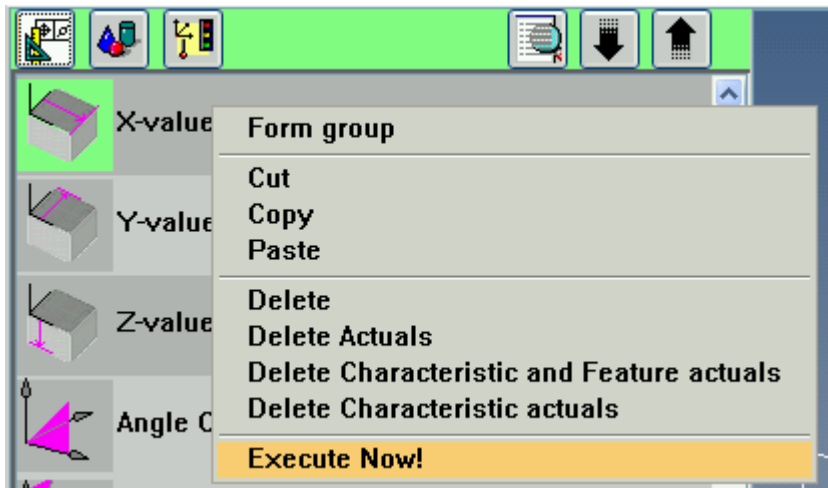 X-value
Form group
Cut
Copy
Y-value
Paste
Delete
Z-value
Delete Actuals
Delete Characteristic and Feature actuals
Delete Characteristic actuals
Angle
Execute Now!